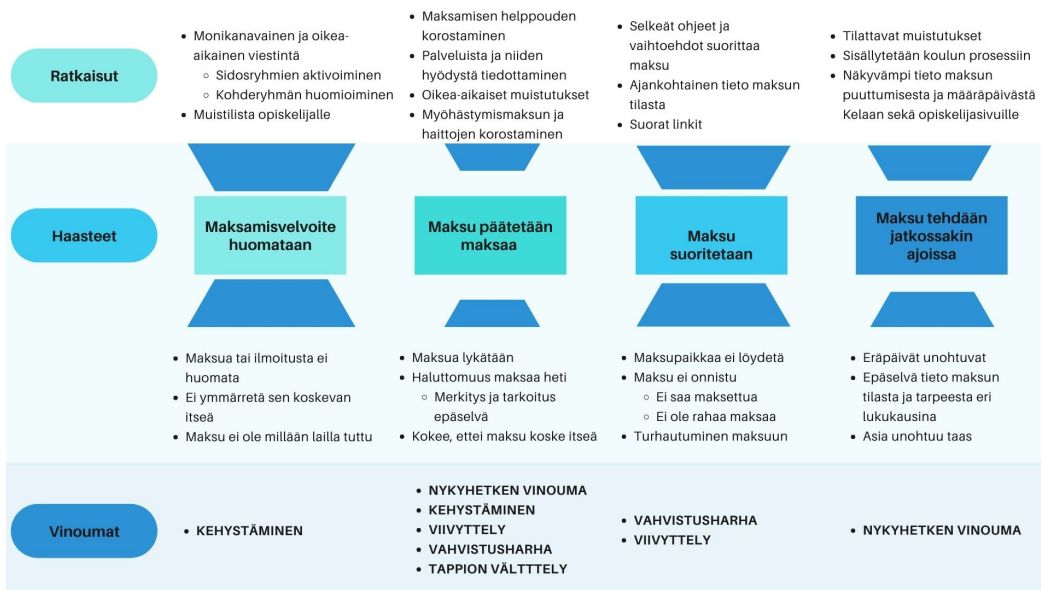 Ratkaisut
Monikanavainen ja oikea-
aikainen viestintä
Sidosryhmien aktivoiminen
Kohderyhmän huomioiminen
Muistilista opiskelijalle
Maksamisen helppouden
korostaminen
Palveluista ja niiden
hyödystä tiedottaminen
Oikea-aikaiset muistutukset
Myöhästymismaksun ja
haittojen korostaminen
Selkeät ohjeet ja
vaihtoehdot suorittaa
maksu
Ajankohtainen tieto maksun
tilasta
Suorat linkit
Tilattavat muistutukset
Sisällytetään koulun prosessiin
Näkyvämpi tieto maksun
puuttumisesta ja määräpäivästä
Kelaan sekä opiskelijasivuille
Haasteet
Maksamisvelvoite
huomataan
Maksu päätetään
maksaa
Maksu
suoritetaan
Maksu tehdään
jatkossakin
ajoissa
Maksua tai ilmoitusta ei
huomata
Ei ymmärretä sen koskevan
itseä
Maksu ei ole millään lailla tuttu
Maksua lykätään
Haluttomuus maksaa heti
Merkitys ja tarkoitus
epäselvä
Kokee, ettei maksu koske itseä
Maksupaikkaa ei löydetä
Maksu ei onnistu
Ei saa maksettua
Ei ole rahaa maksaa
Turhautuminen maksuun
Eräpäivät unohtuvat
Epäselvä tieto maksun
tilasta ja tarpeesta eri
lukukausina
Asia unohtuu taas
Vinoumat
KEHYSTÄMINEN
NYKYHETKEN VINOUMA
KEHYSTÄMINEN
VIIVYTTELY
VAHVISTUSHARHA
TAPPION VÄLTTTELY
VAHVISTUSHARHA
VIIVYTTELY
NYKYHETKEN VINOUMA